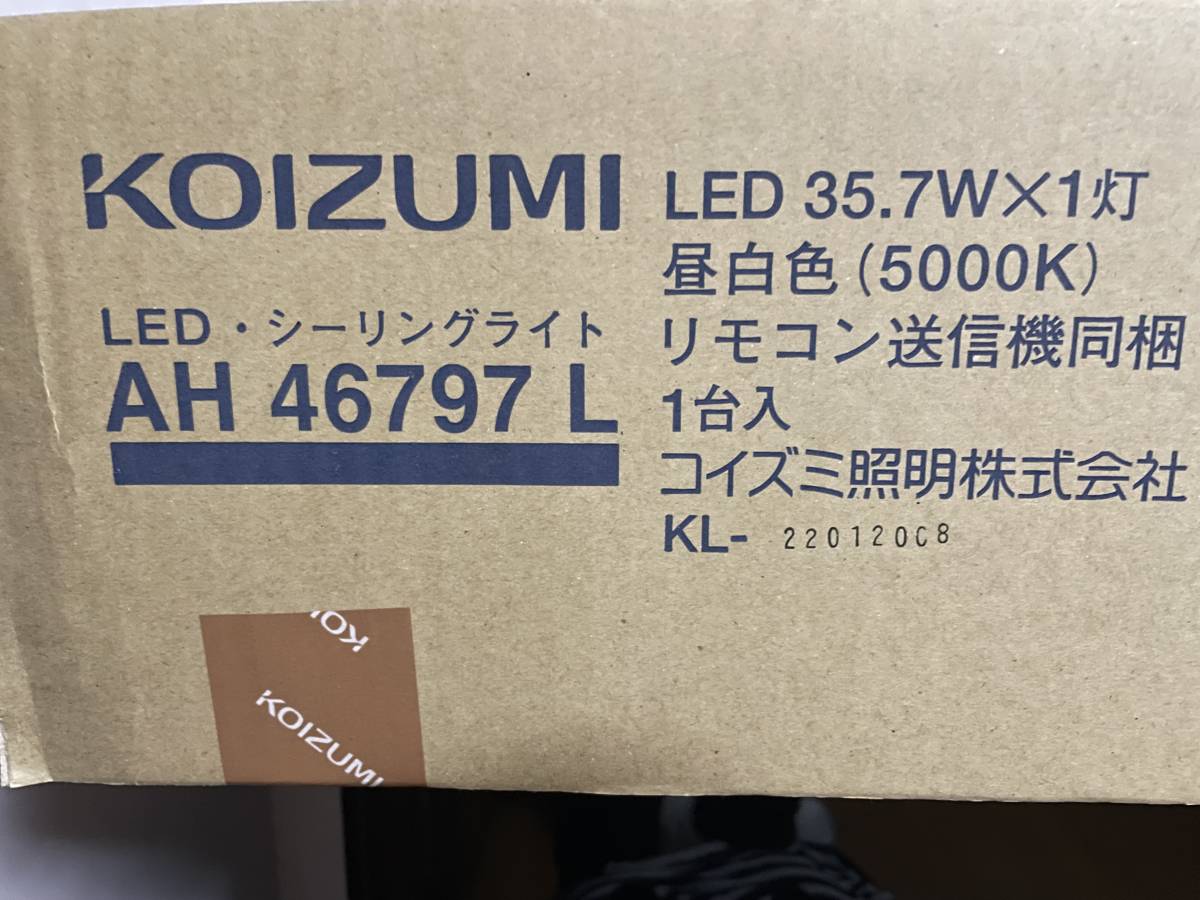 KOIZUMI
LED・シーリングライト
AH 46797 L
LED 35.7W×1灯
昼白色(5000K)
リモコン送信機同梱
1台入
コイズミ照明株式会社
KL- 220120C8
KOI
KOIZUMI